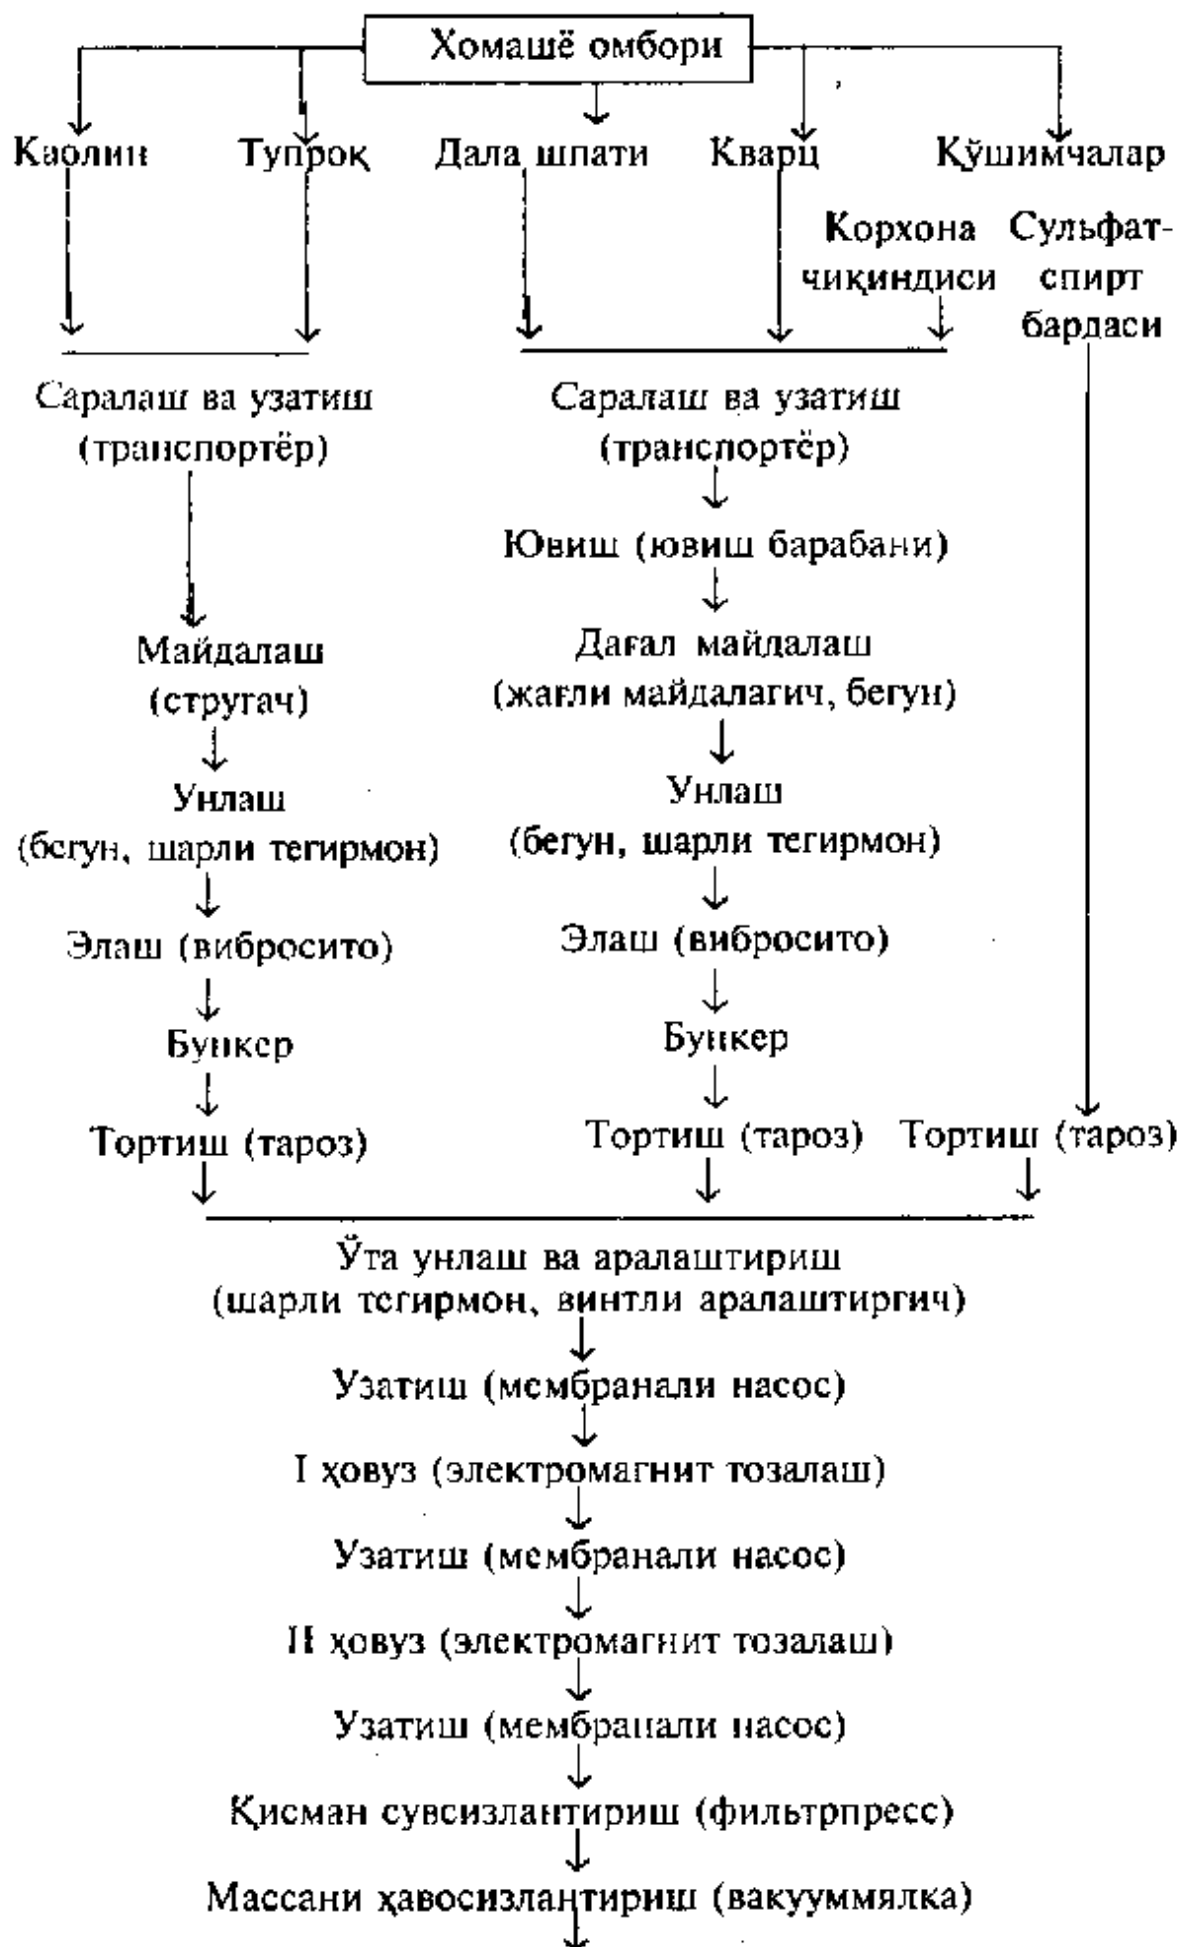 Хомашё омбори
Каолин Тупроқ Дала шпати Кварц Қўшимчалар
Корхона Сульфат-
чиқиндиси спирт
бардаси
Саралаш ва узатиш Саралаш ва узатиш
(транспортёр) (транспортёр)
Ювиш (ювиш барабани)
Майдалаш Дағал майдалаш
(стругач) (жағли майдалагич, бегун)
Унлаш Унлаш
(бегун, шарли тегирмон) (бегун, шарли тегирмон)
Элаш (вибросито) Элаш (вибросито)
Бункер Бункер
Тортиш (тароз) Тортиш (тароз) Тортиш (тароз)
Ўта унлаш ва аралаштириш
(шарли тегирмон, винтли аралаштиргич)
Узатиш (мембранали насос)
I ҳовуз (электромагнит тозалаш)
Узатиш (мембранали насос)
II ҳовуз (электромагнит тозалаш)
Узатиш (мембранали насос)
Қисман сувсизлантириш (фильтрпресс)
Массани ҳавосизлантириш (вакууммялка)